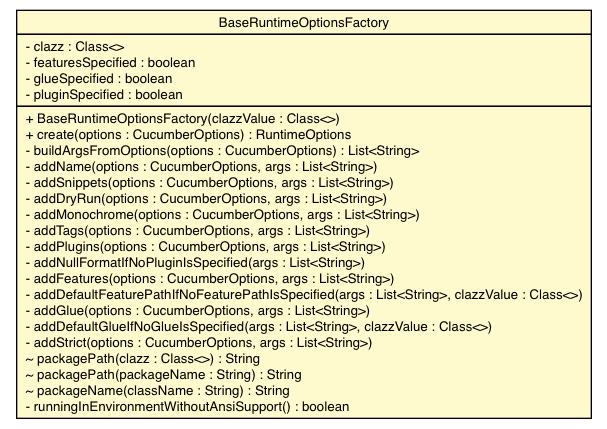 BaseRuntimeOptionsFactory
- clazz : Class<>
- featuresSpecified : boolean
- glueSpecified : boolean
- pluginSpecified : boolean
+ BaseRuntimeOptionsFactory(clazzValue : Class<>)
+ create(options : CucumberOptions) : RuntimeOptions
- buildArgsFromOptions(options : CucumberOptions) : List<String>
- addName(options : CucumberOptions, args : List<String>)
- addSnippets(options : CucumberOptions, args : List<String>)
- addDryRun(options : CucumberOptions, args : List<String>)
- addMonochrome(options : CucumberOptions, args : List<String>)
- addTags(options : CucumberOptions, args : List<String>)
- addPlugins(options : CucumberOptions, args : List<String>)
- addNullFormatIfNoPluginIsSpecified(args : List<String>)
- addFeatures(options : CucumberOptions, args : List<String>)
- addDefaultFeaturePathIfNoFeaturePathIsSpecified(args : List<String>, clazzValue : Class<>)
- addGlue(options : CucumberOptions, args : List<String>)
- addDefaultGlueIfNoGlueIsSpecified(args : List<String>, clazzValue : Class<>)
- addStrict(options : CucumberOptions, args : List<String>)
~ packagePath(clazz : Class<>) : String
~ packagePath(packageName : String) : String
~ packageName(className : String) : String
- runningInEnvironmentWithoutAnsiSupport() : boolean